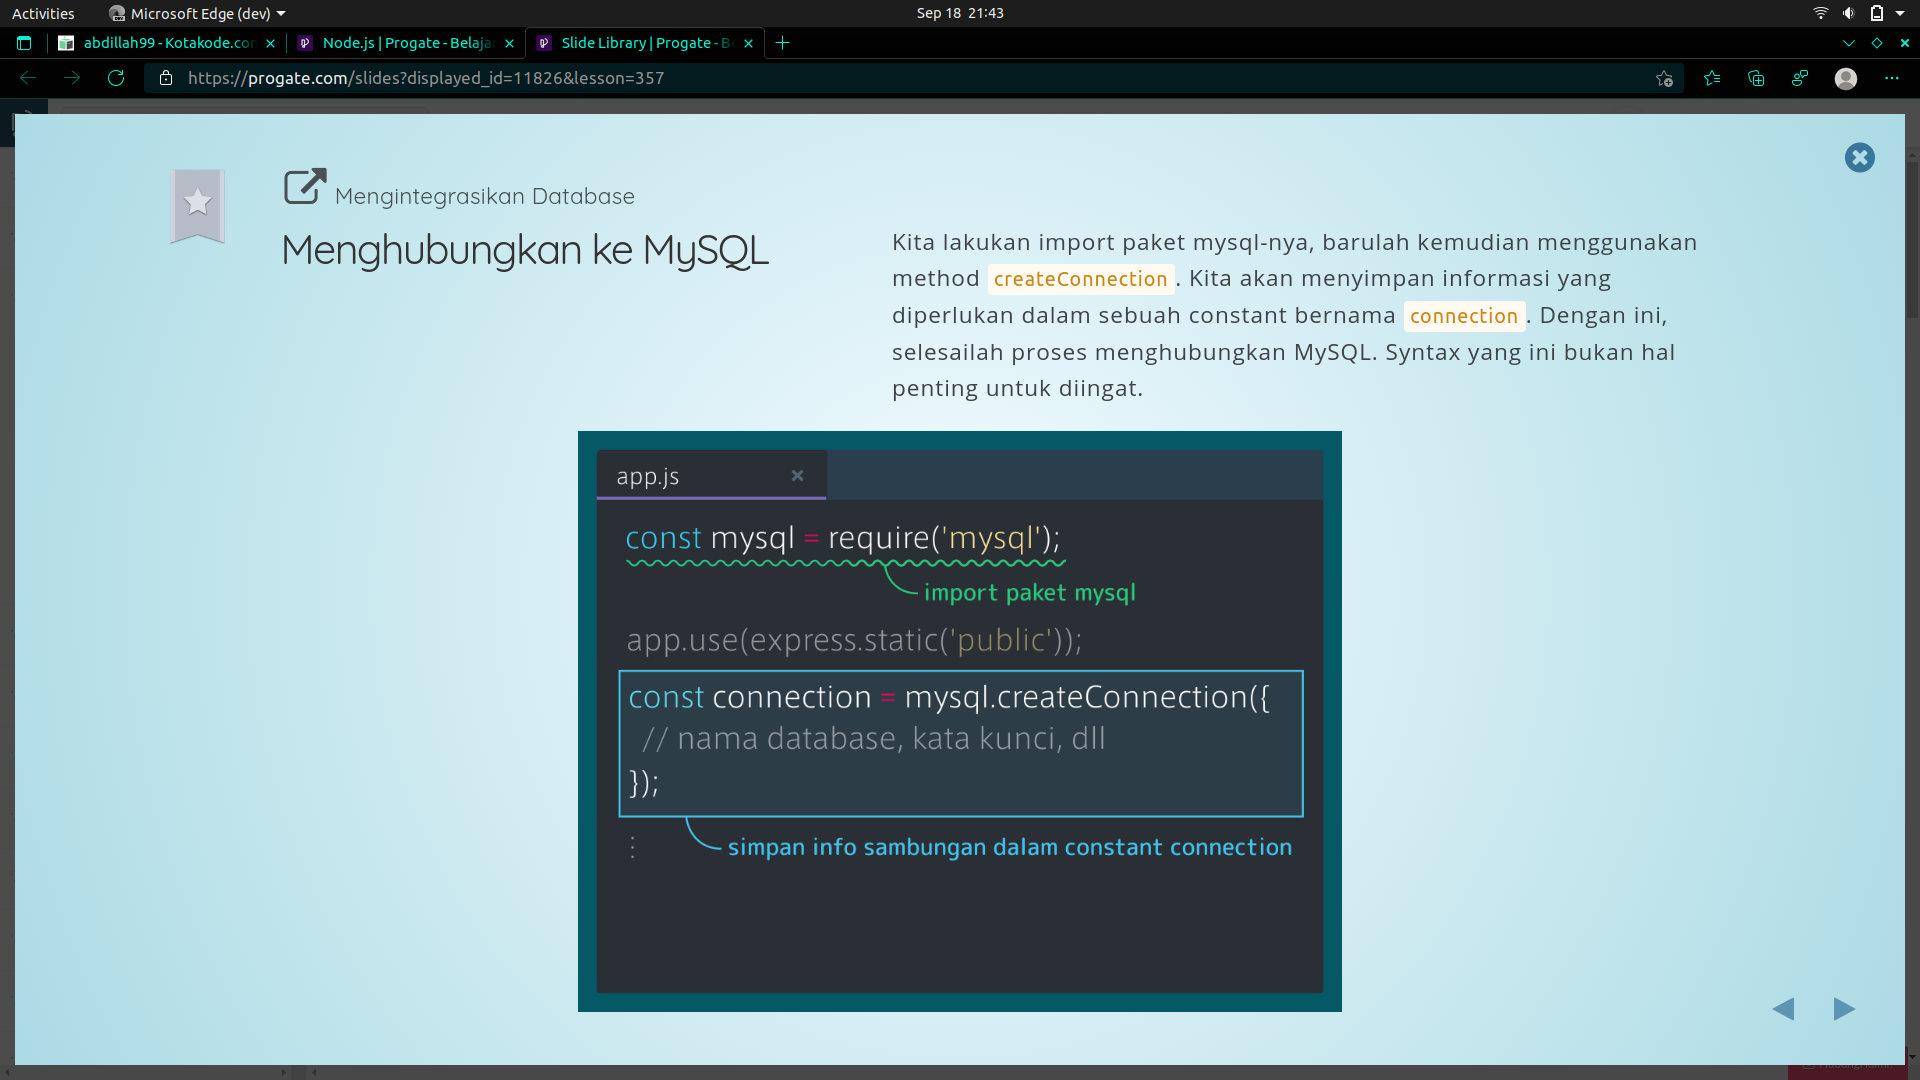 Activities
Microsoft Edge (dev)
Sep 18 21:43
abdillah99 - Kotakode.co
Node.js | Progate - Belaja
Slide Library | Progate - B
https://progate.com/slides?displayed_id=11826&lesson=357
Mengintegrasikan Database
Menghubungkan ke MySQL
Kita lakukan import paket mysql-nya, barulah kemudian menggunakan
method createConnection. Kita akan menyimpan informasi yang
diperlukan dalam sebuah constant bernama connection. Dengan ini,
selesailah proses menghubungkan MySQL. Syntax yang ini bukan hal
penting untuk diingat.
app.js
const mysql = require('mysql');
import paket mysql
app.use(express.static('public'));
const connection = mysql.createConnection({
// nama database, kata kunci, dll
});
simpan info sambungan dalam constant connection